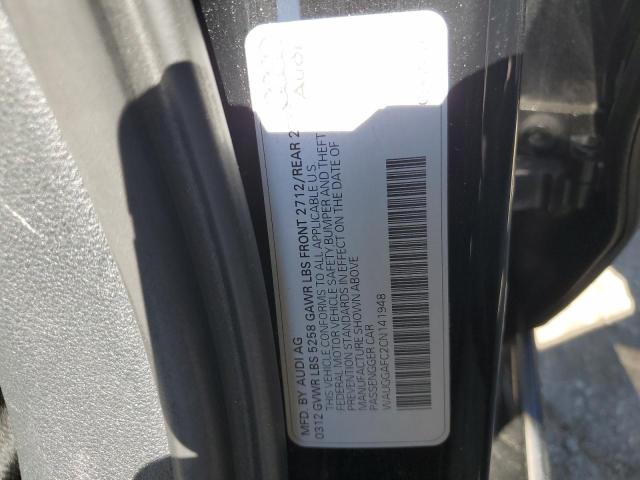 Audi
MFD. BY AUDI AG
0312 GVWR LBS 5258 GAWR LBS FRONT 2712/REAR
THIS VEHICLE CONFORMS TO ALL APPLICABLE U.S.
FEDERAL MOTOR VEHICLE SAFETY BUMPER AND THEFT
PREVENTION STANDARDS IN EFFECT ON THE DATE OF
MANUFACTURE SHOWN ABOVE
PASSENGGER CAR
WAUGGAFC2CN141948